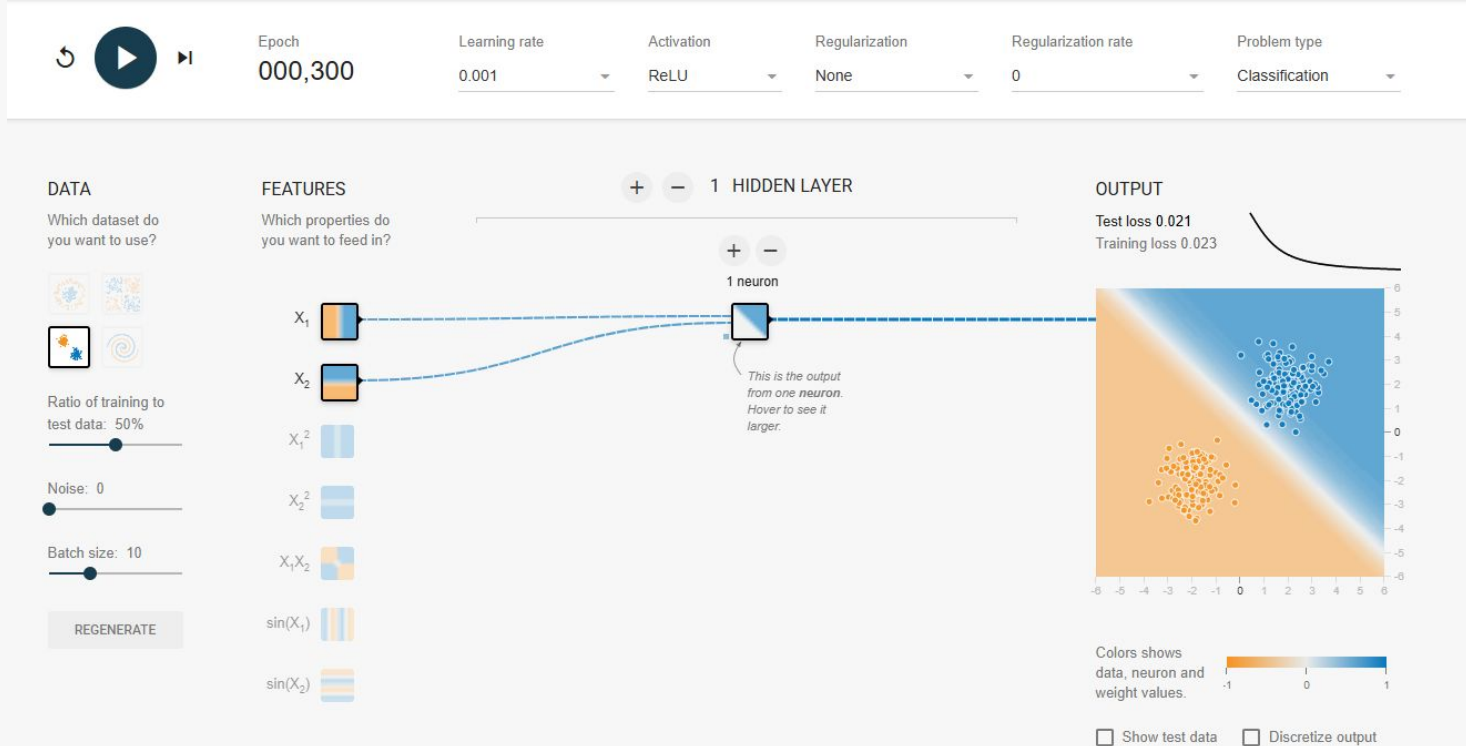 Epoch
000,300
Learning rate
0.001
Activation
ReLU
Regularization
None
Regularization rate
0
Problem type
Classification
DATA
Which dataset do
you want to use?
Ratio of training to
test data: 50%
Noise: 0
Batch size: 10
REGENERATE
FEATURES
Which properties do
you want to feed in?
X₁
X₂
X₁²
X₂²
X₁X₂
sin(X₁)
sin(X₂)
1 HIDDEN LAYER
1 neuron
This is the output
from one neuron.
Hover to see it
larger.
OUTPUT
Test loss 0.021
Training loss 0.023
6
5
4
3
2
1
0
-1
-2
-3
-4
-5
-6
-6 -5 -4 -3 -2 -1 0 1 2 3 4 5 6
Colors shows
data, neuron and
weight values.
-1 0 1
Show test data
Discretize output